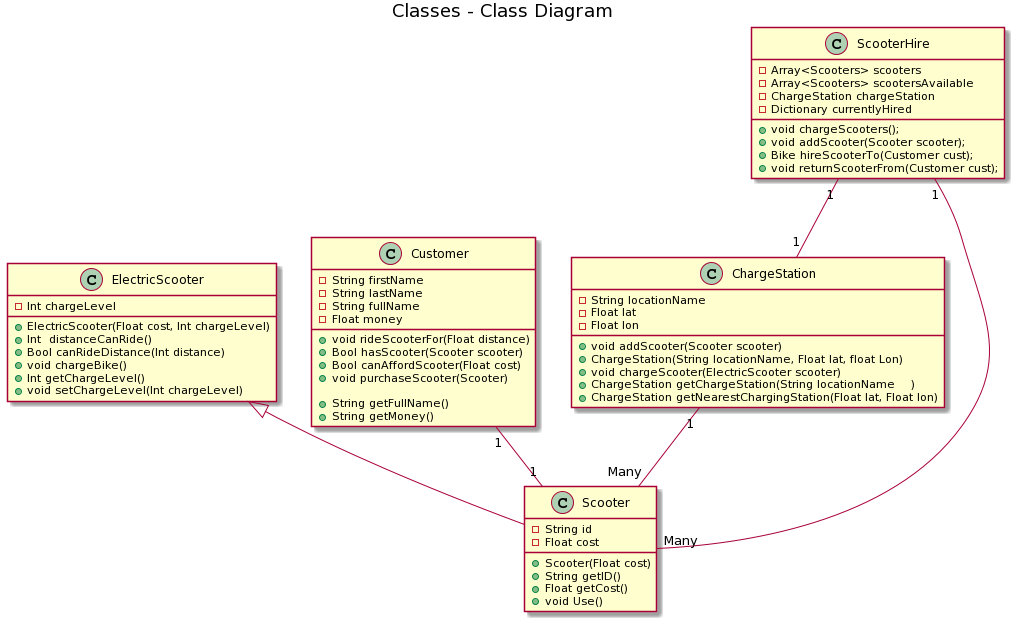 Classes - Class Diagram
C ScooterHire
Array<Scooters> scooters
Array<Scooters> scootersAvailable
ChargeStation chargeStation
Dictionary currentlyHired
void chargeScooters();
void addScooter(Scooter scooter);
Bike hireScooterTo(Customer cust);
void returnScooterFrom(Customer cust);
1
1
1
C ElectricScooter
Int chargeLevel
ElectricScooter(Float cost, Int chargeLevel)
Int distanceCanRide()
Bool canRideDistance(Int distance)
void chargeBike()
Int getChargeLevel()
void setChargeLevel(Int chargeLevel)
C Customer
String firstName
String lastName
String fullName
Float money
void rideScooterFor(Float distance)
Bool hasScooter(Scooter scooter)
Bool canAffordScooter(Float cost)
void purchaseScooter(Scooter)
String getFullName()
String getMoney()
C ChargeStation
String locationName
Float lat
Float lon
void addScooter(Scooter scooter)
ChargeStation(String locationName, Float lat, float Lon)
void chargeScooter(ElectricScooter scooter)
ChargeStation getChargeStation(String locationName )
ChargeStation getNearestChargingStation(Float lat, Float lon)
1
1
1
Many
Many
C Scooter
String id
Float cost
Scooter(Float cost)
String getID()
Float getCost()
void Use()